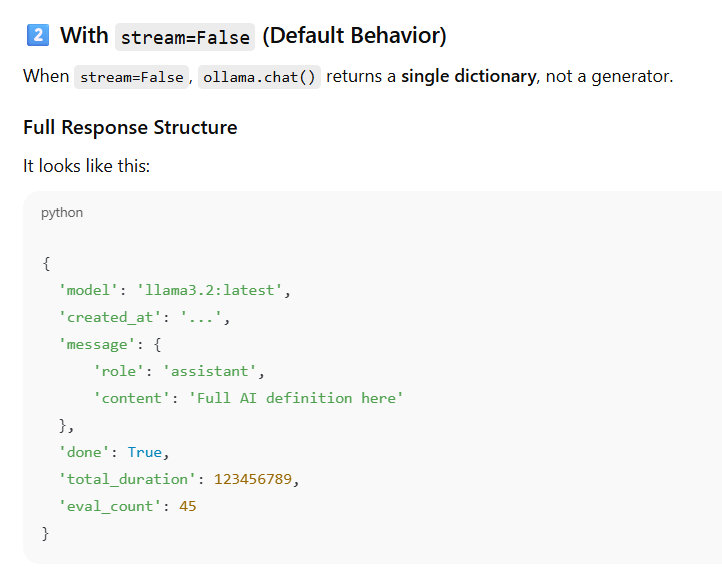 2 With stream=False (Default Behavior)
When stream=False, ollama.chat() returns a single dictionary, not a generator.
Full Response Structure
It looks like this:
python
{
  'model': 'llama3.2:latest',
  'created_at': '...',
  'message': {
      'role': 'assistant',
      'content': 'Full AI definition here'
  },
  'done': True,
  'total_duration': 123456789,
  'eval_count': 45
}